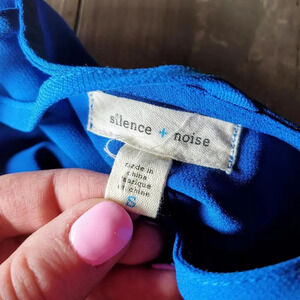 silence + noise
made in
china
fabriqué
en chine
S